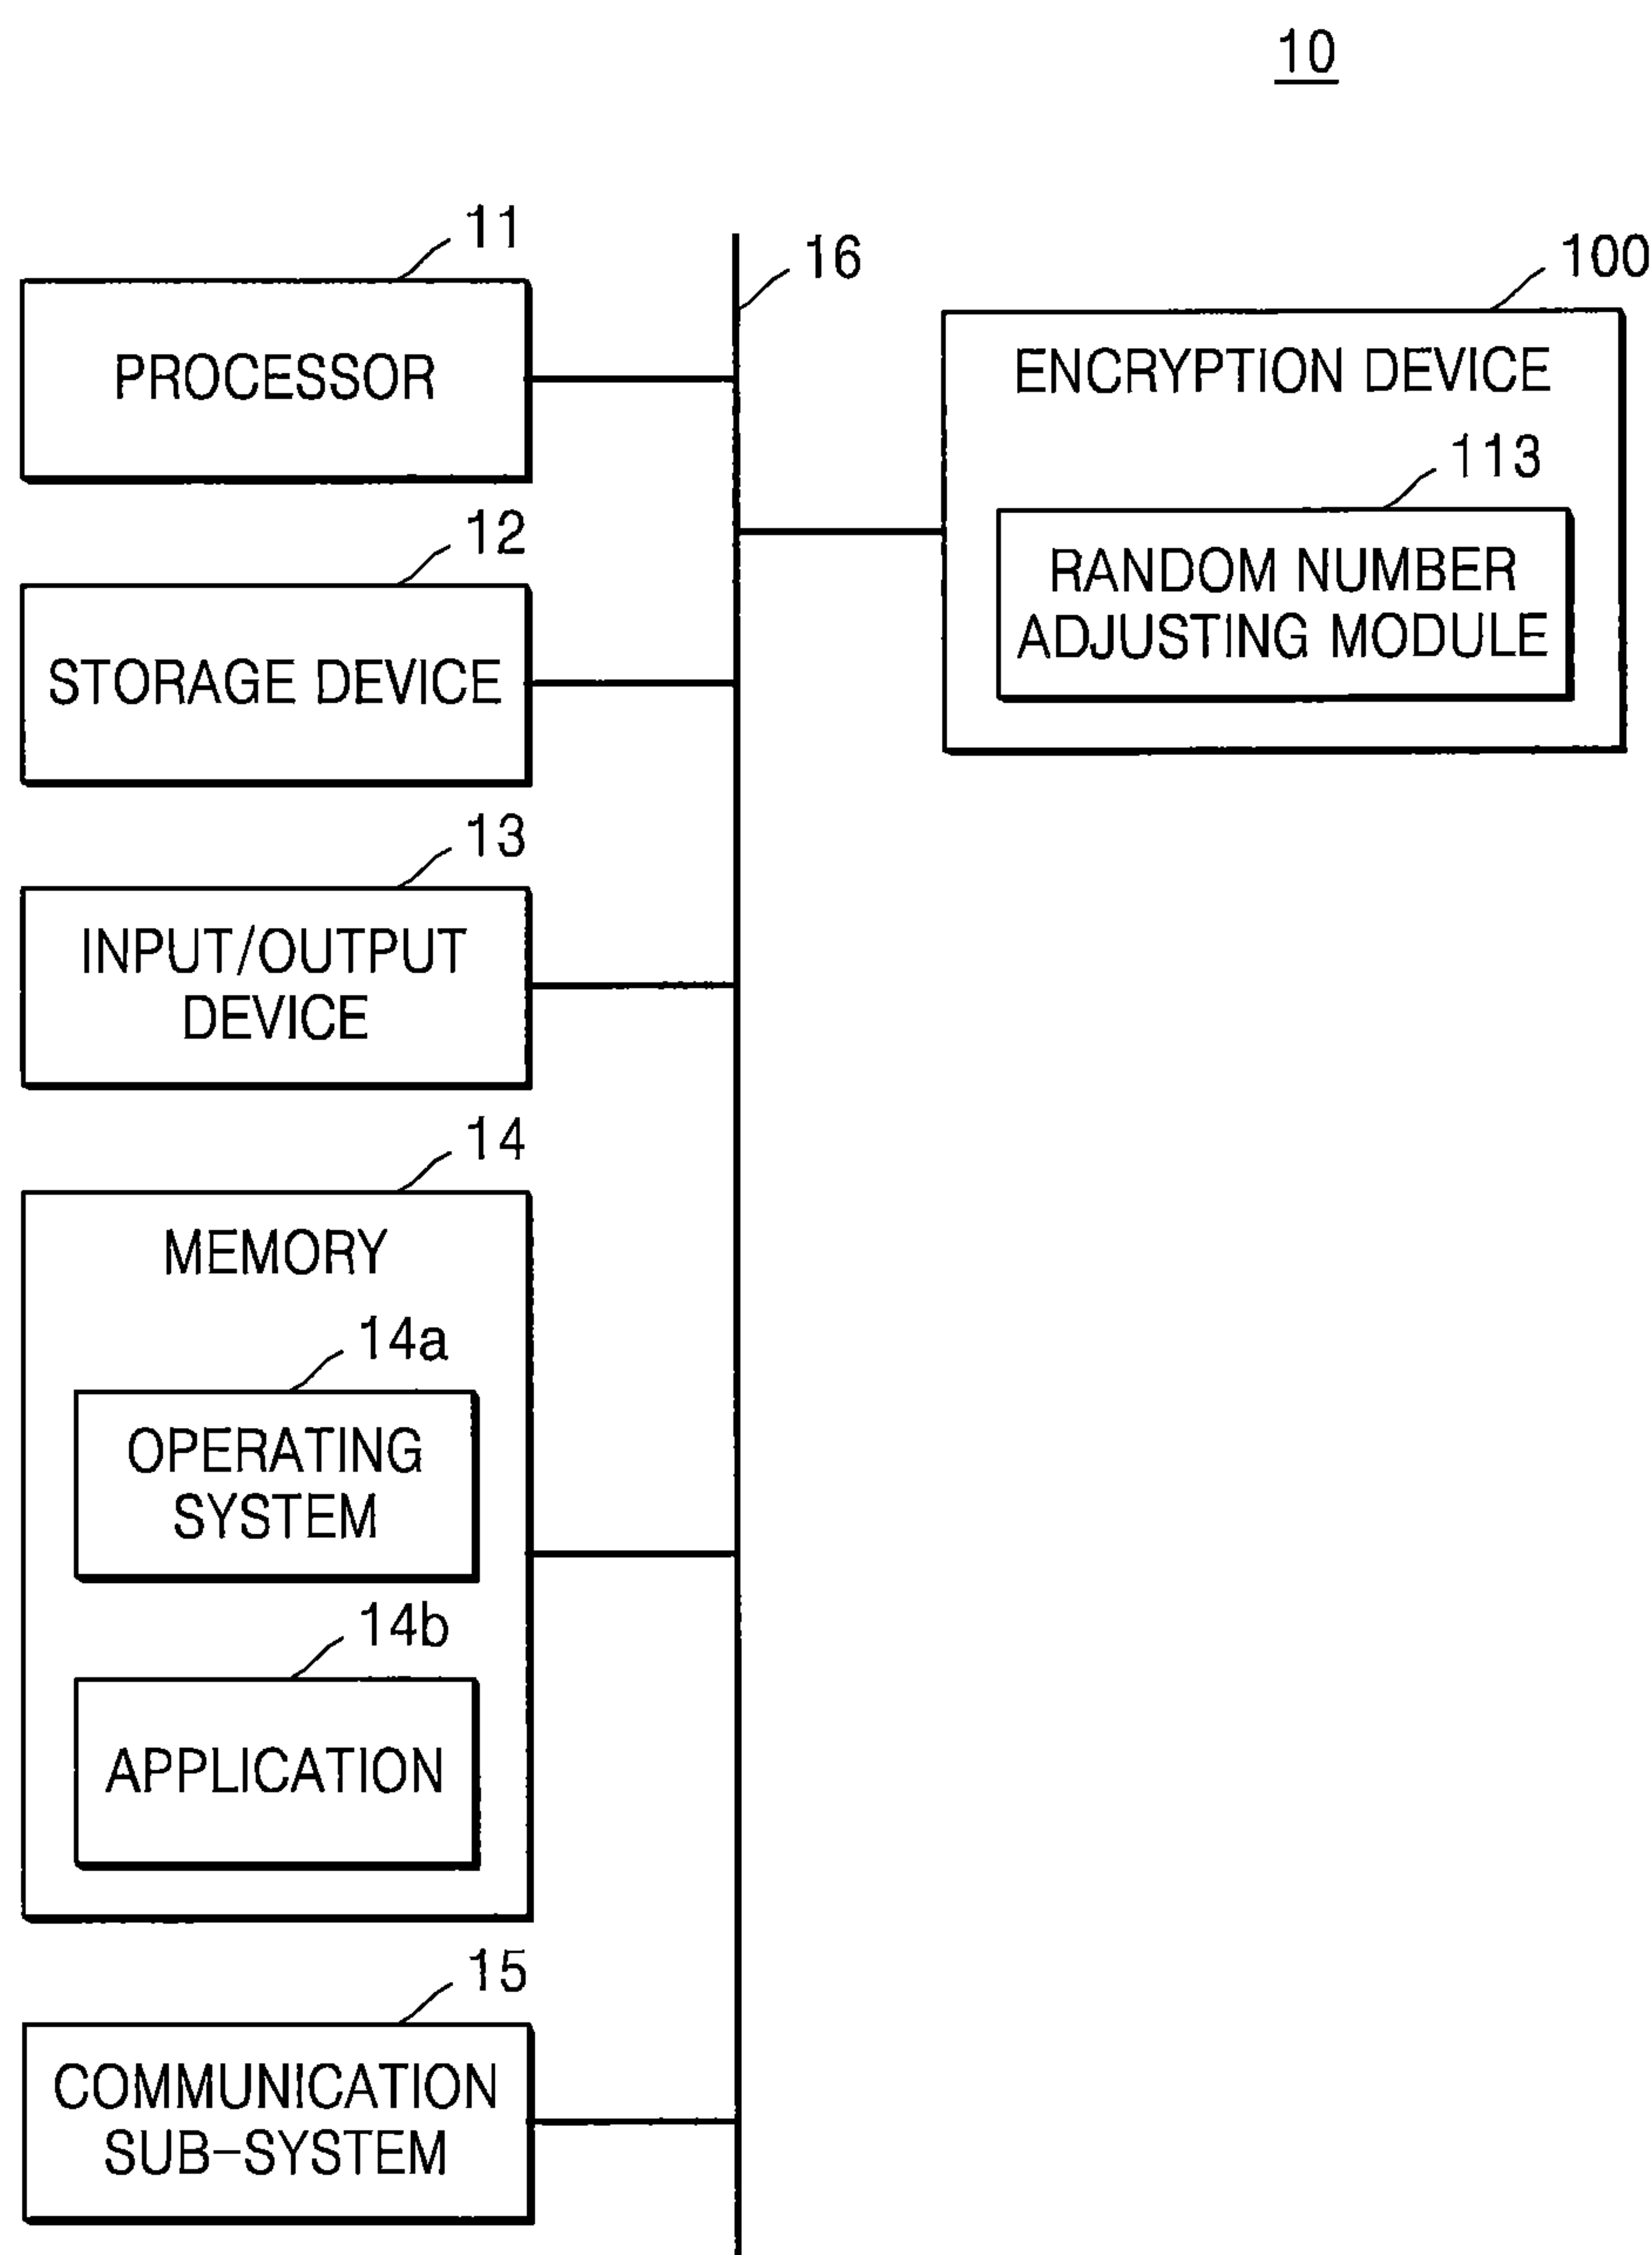 10
11
PROCESSOR
12
STORAGE DEVICE
13
INPUT/OUTPUT
DEVICE
14
MEMORY
14a
OPERATING
SYSTEM
14b
APPLICATION
15
COMMUNICATION
SUB-SYSTEM
16
100
ENCRYPTION DEVICE
113
RANDOM NUMBER
ADJUSTING MODULE